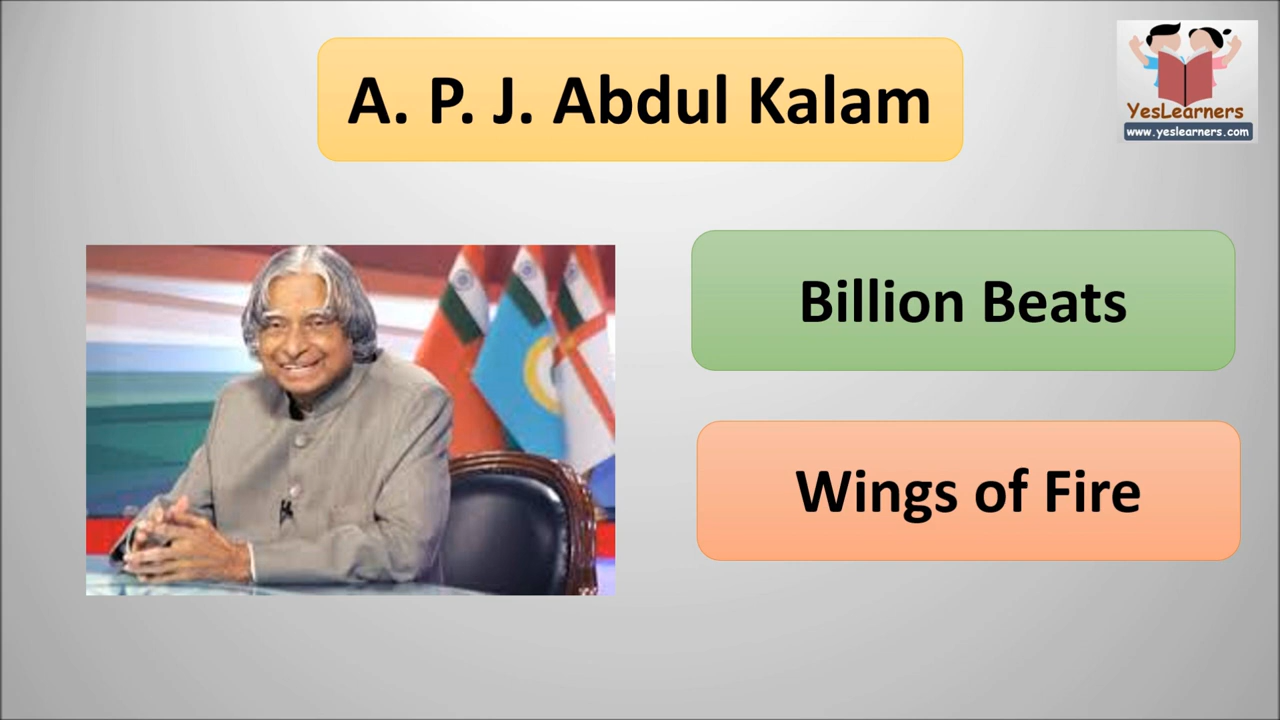 A. P. J. Abdul Kalam
YesLearners
www.yeslearners.com
Billion Beats
Wings of Fire